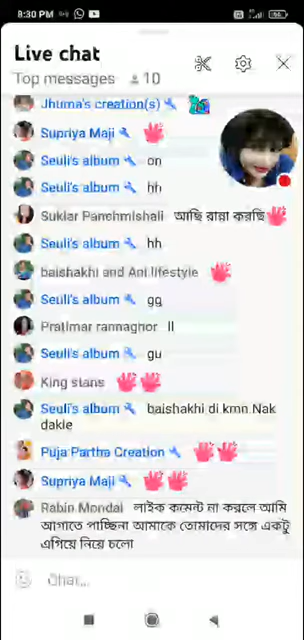 8:30 PM
Live chat
Top messages 10
Jhuma's creation(s)
Supriya Maji
Seuli's album on
Seuli's album hh
Suklar Panchmishali আছি রান্না করছি
Seuli's album hh
baishakhi and Ani lifestyle
Seuli's album gg
Pratimar rannaghor ll
Seuli's album gu
King stans
Seuli's album baishakhi di kmn Nak
dakle
Puja Partha Creation
Supriya Maji
Rabin Mondal লাইক কমেন্ট না করলে আমি
আগাতে পাচ্ছিনা আমাকে তোমাদের সঙ্গে একটু
এগিয়ে নিয়ে চলো
Chat...